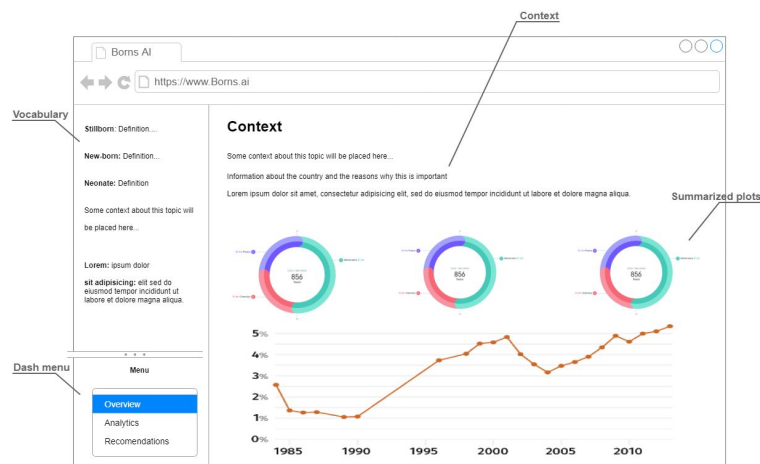 Context
Borns AI
https://www.Borns.ai
Vocabulary
Stillborn: Definition....
New-born: Definition...
Neonate: Definition
Some context about this topic will
be placed here...
Lorem: ipsum dolor
sit adipisicing: elit sed do
eiusmod tempor incididunt ut
labore et dolore magna aliqua.
Dash menu
Menu
Overview
Analytics
Recomendations
Context
Some context about this topic will be placed here...
Information about the country and the reasons why this is important
Lorem ipsum dolor sit amet, consectetur adipisicing elit, sed do eiusmod tempor incididunt ut labore et dolore magna aliqua.
Summarized plots
856
856
856
5%
4%
3%
2%
1%
0%
1985 1990 1995 2000 2005 2010